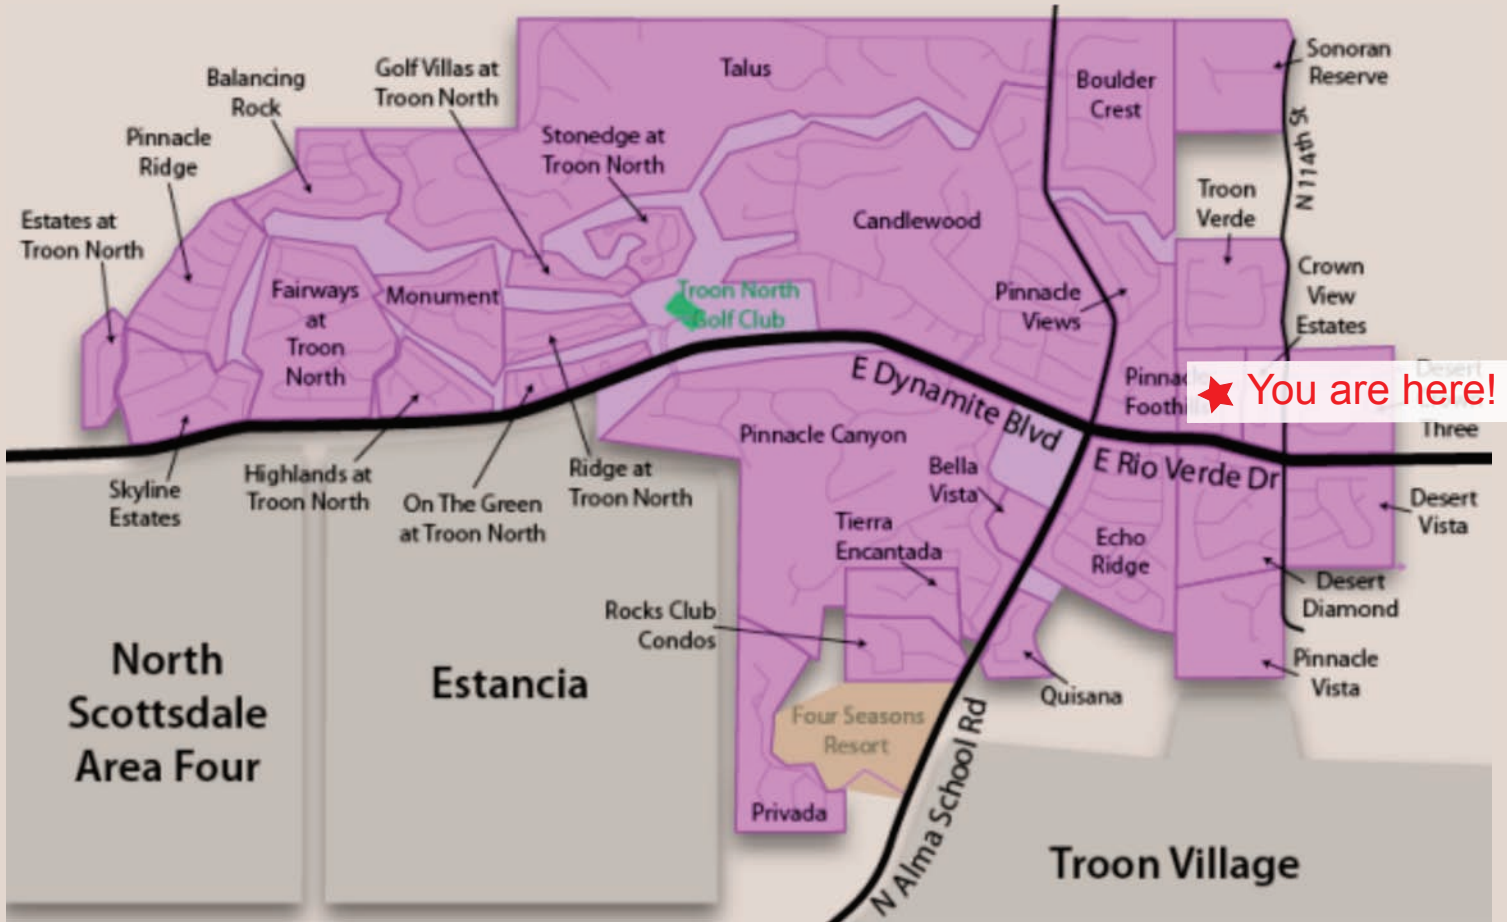 Sonoran
Reserve
Talus
Golf Villas at
Troon North
Balancing
Rock
Boulder
Crest
N 114th St
Stonedge at
Troon North
Pinnacle
Ridge
Troon
Verde
Estates at
Troon North
Candlewood
Crown
View
Estates
Fairways
at
Troon
North
Monument
Troon North
Golf Club
Pinnacle
Views
E Dynamite Blvd
Desert
Three
You are here!
Pinnacle Canyon
E Rio Verde Dr
Bella
Vista
Skyline
Estates
Highlands at
Troon North
On The Green
at Troon North
Ridge at
Troon North
Desert
Vista
Tierra
Encantada
Echo
Ridge
Desert
Diamond
Rocks Club
Condos
North
Scottsdale
Area Four
Estancia
Pinnacle
Vista
Quisana
Four Seasons
Resort
N Alma School Rd
Privada
Troon Village